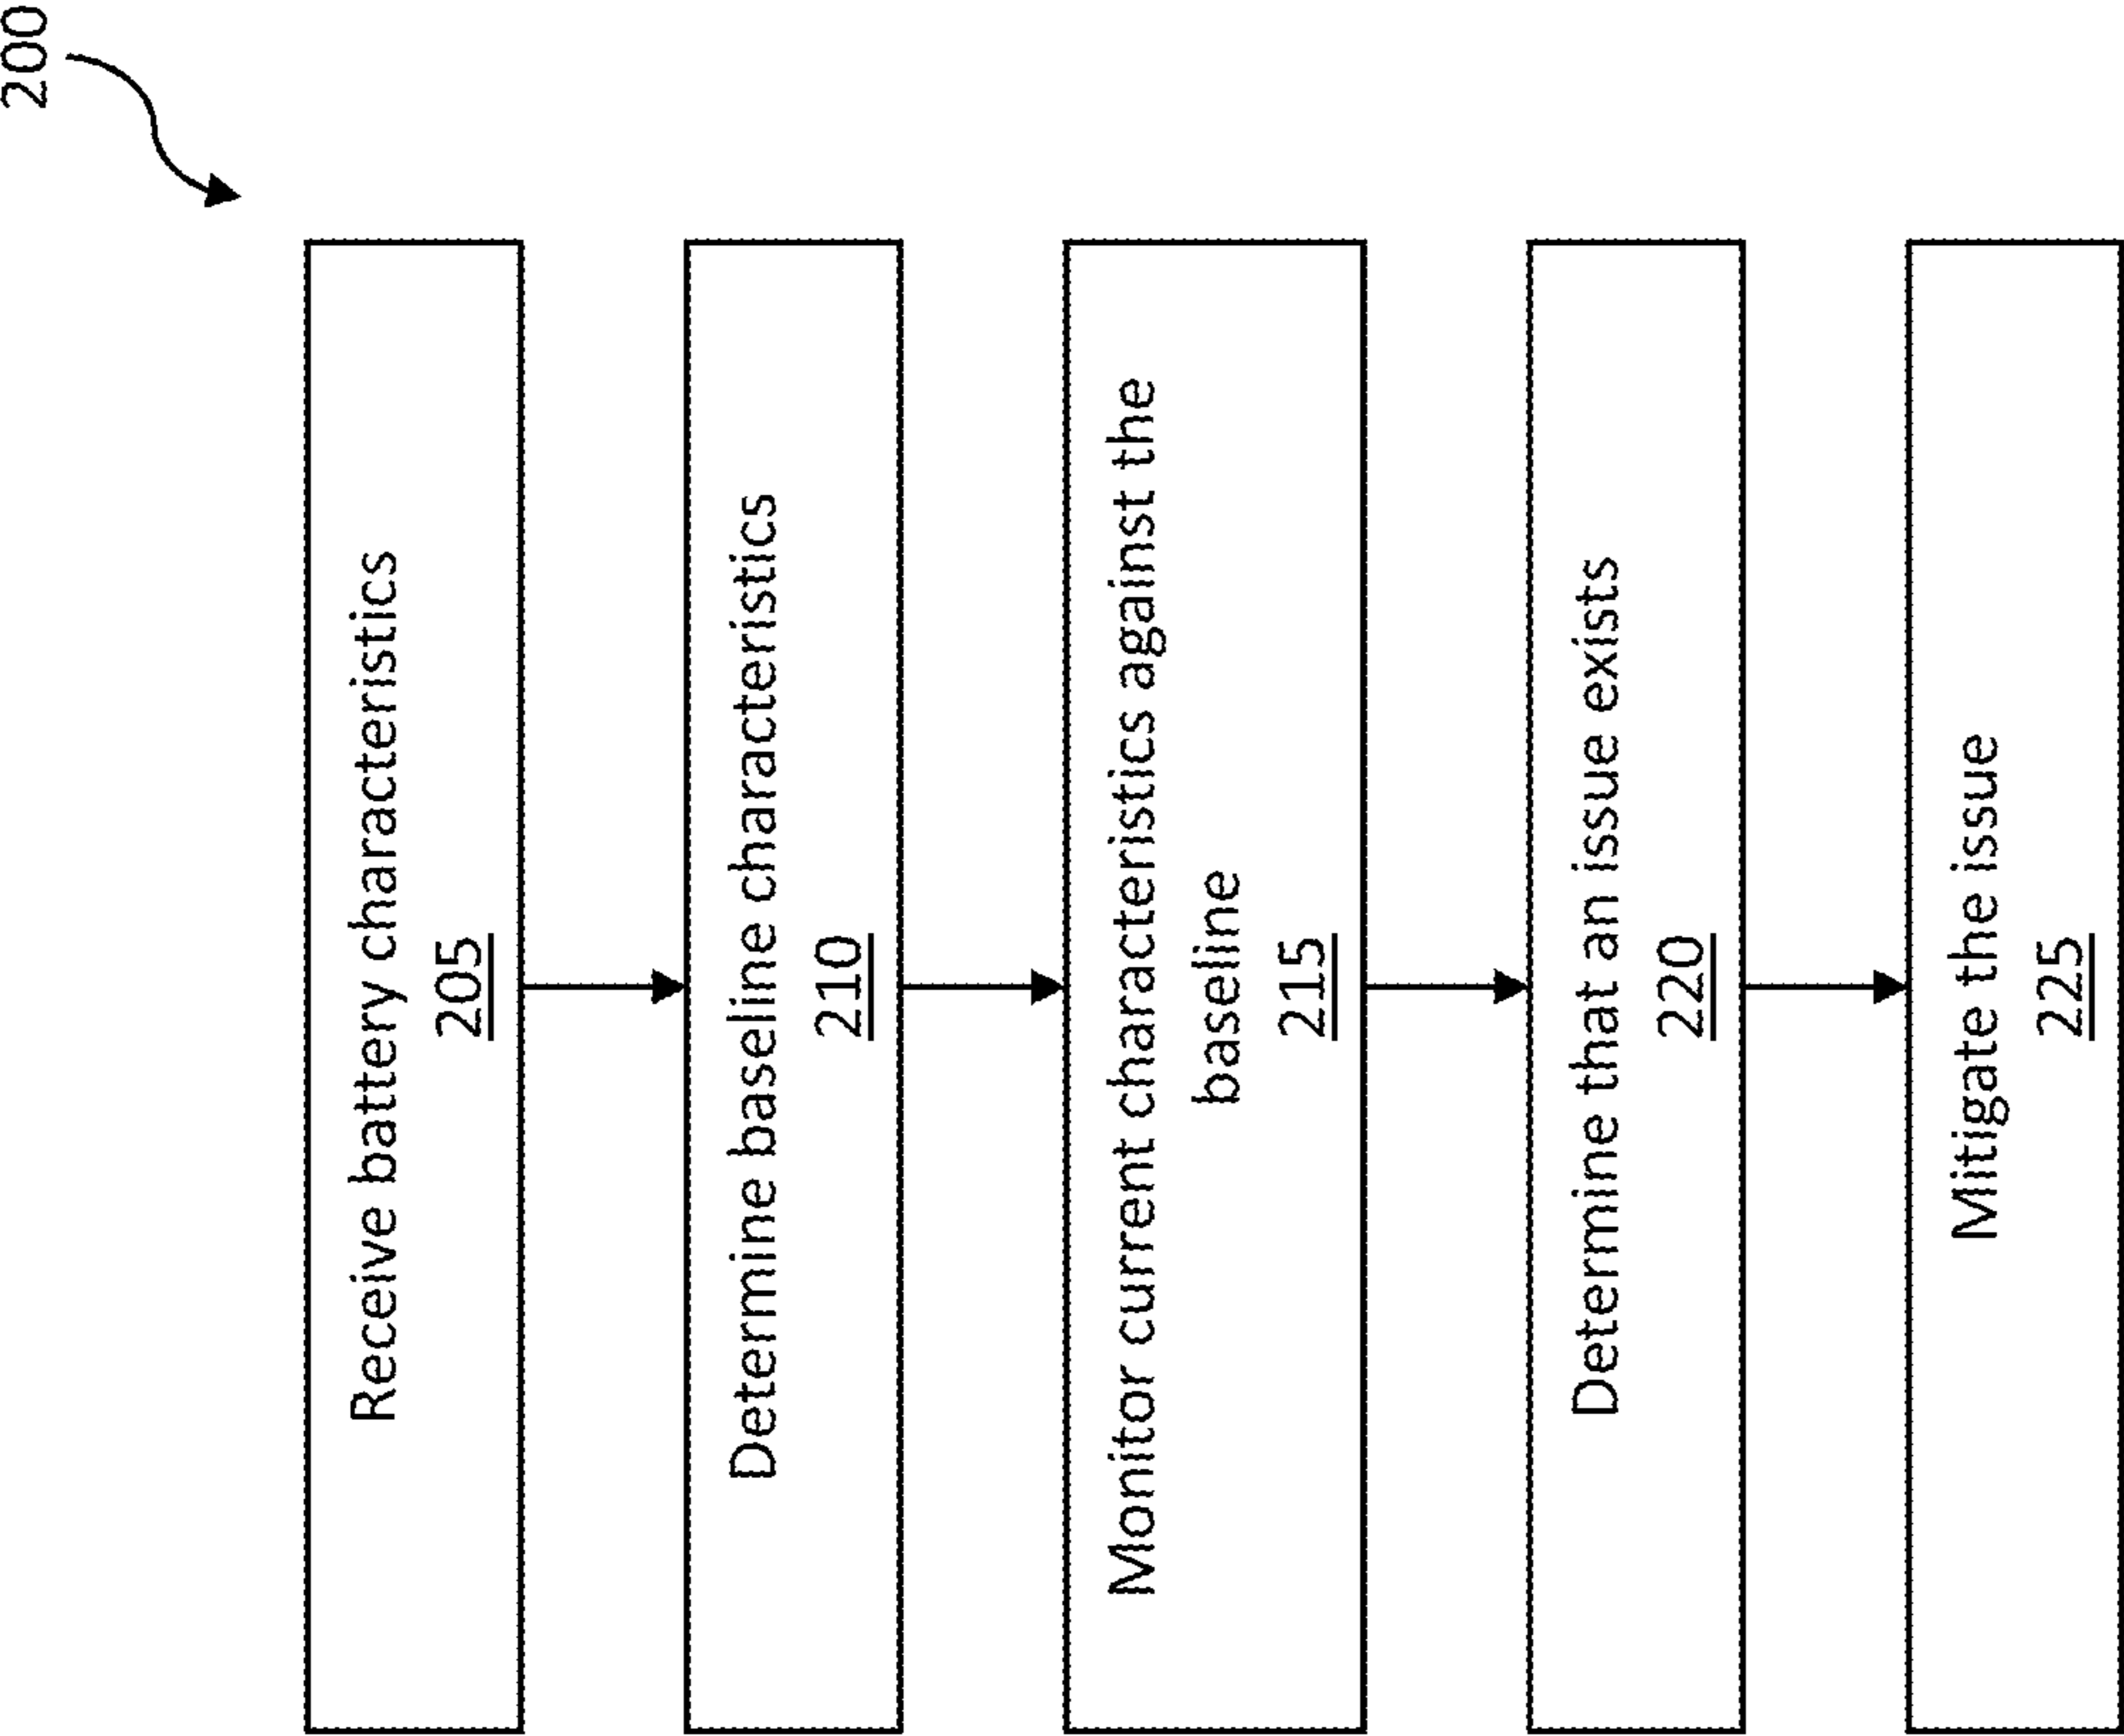 200
Receive battery characteristics
205
Determine baseline characteristics
210
Monitor current characteristics against the
baseline
215
Determine that an issue exists
220
Mitigate the issue
225